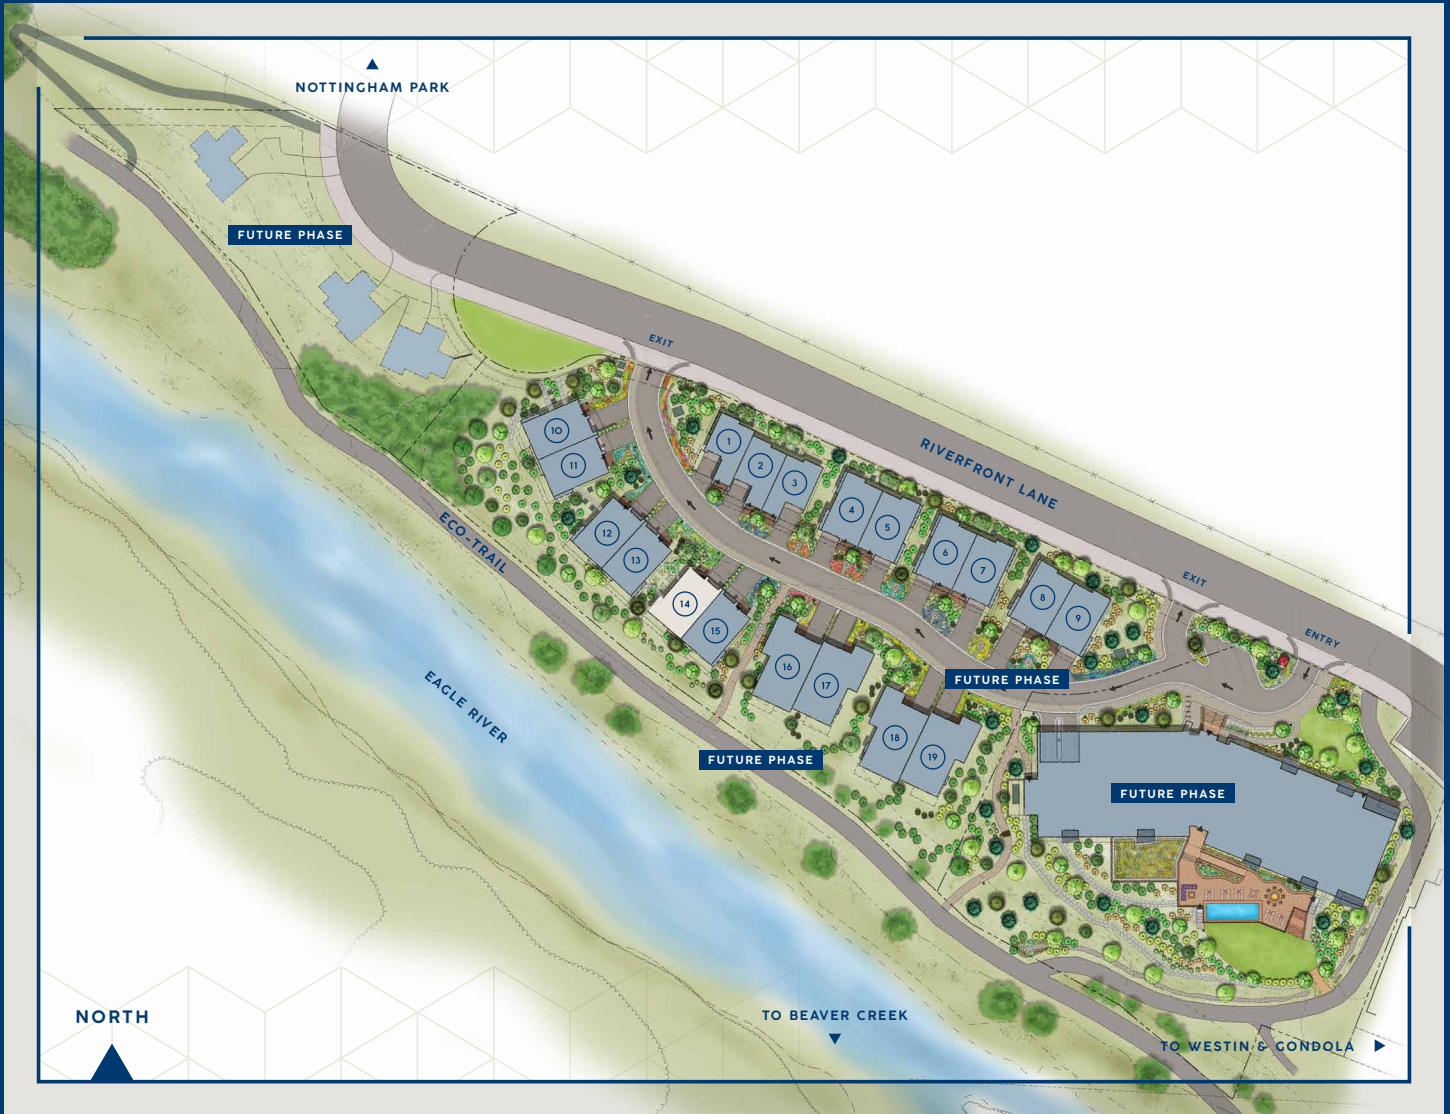 NOTTINGHAM PARK
FUTURE PHASE
EXIT
RIVERFRONT LANE
10
11
1
2
3
4
5
6
7
8
9
12
13
14
15
16
17
18
19
ECO-TRAIL
EXIT
ENTRY
EAGLE RIVER
FUTURE PHASE
FUTURE PHASE
FUTURE PHASE
NORTH
TO BEAVER CREEK
TO WESTIN & GONDOLA